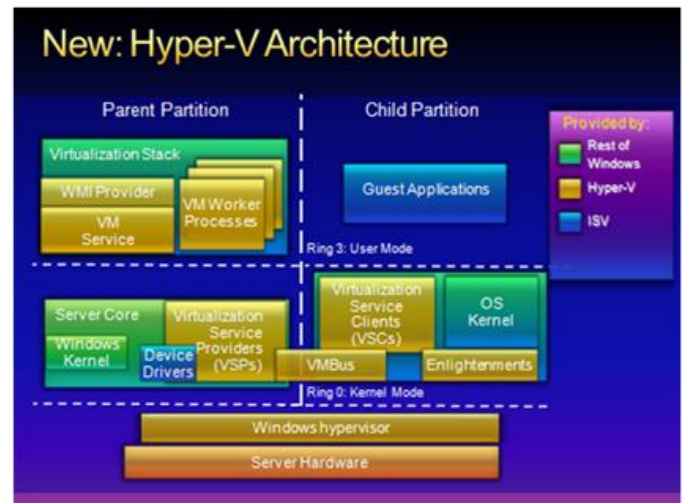 New: Hyper-V Architecture
Parent Partition
Child Partition
Virtualization Stack
WMI Provider
VM
Service
VM Worker
Processes
Guest Applications
Provided by:
Rest of
Windows
Hyper-V
ISV
Ring 3: User Mode
Server Core
Windows
Kernel
Device
Drivers
Virtualization
Service
Providers
(VSPs)
VMBus
Virtualization
Service
Clients
(VSCs)
OS
Kernel
Enlightenments
Ring 0: Kernel Mode
Windows hypervisor
Server Hardware